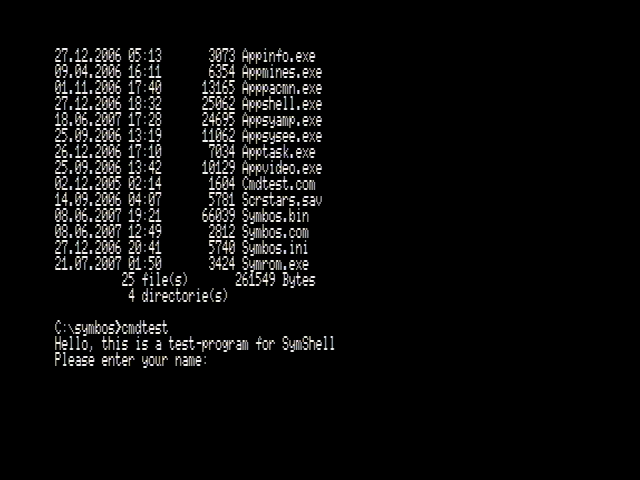 27.12.2006 05:13 3073 Appinfo.exe
09.04.2006 16:11 6354 Appmines.exe
01.11.2006 17:40 13165 Apppacmn.exe
27.12.2006 18:32 25062 Appshell.exe
18.06.2007 17:28 24695 Appsyamp.exe
25.09.2006 13:19 11062 Appsysee.exe
26.12.2006 17:10 7034 Apptask.exe
25.09.2006 13:42 10129 Appvideo.exe
02.12.2005 02:14 1604 Cmdtest.com
14.09.2006 04:07 5781 Scrstars.sav
08.06.2007 19:21 66039 Symbos.bin
08.06.2007 12:49 2812 Symbos.com
27.12.2006 20:41 5740 Symbos.ini
21.07.2007 01:50 3424 Symrom.exe
25 file(s) 261549 Bytes
4 directorie(s)
C:\symbos>cmdtest
Hello, this is a test-program for SymShell
Please enter your name: